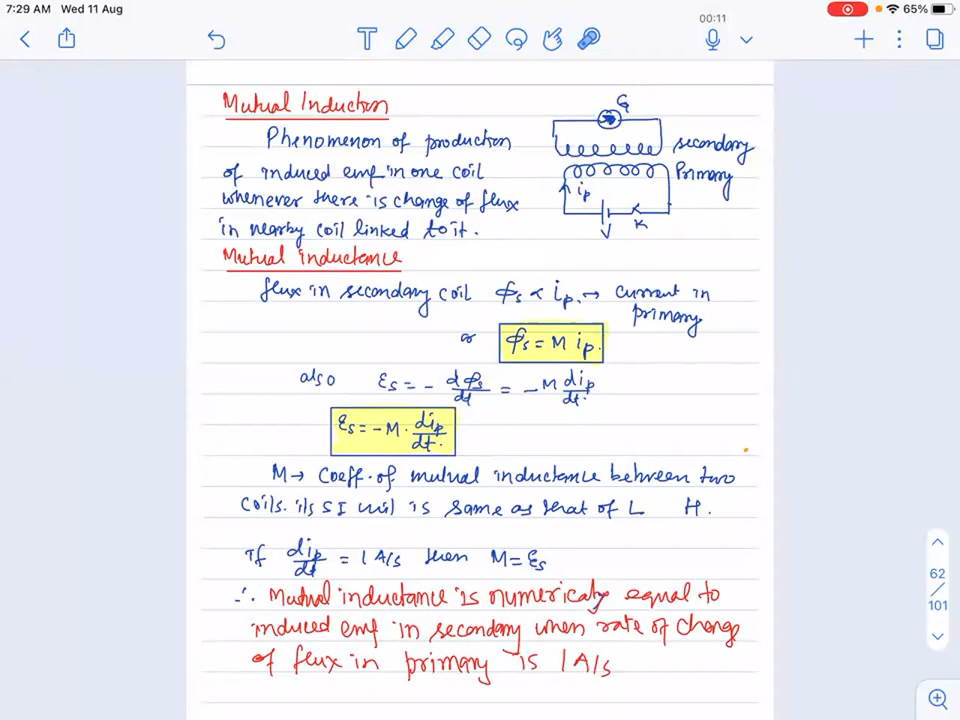 7:29 AM Wed 11 Aug
65%
00:11
Mutual Induction
Phenomenon of production
of induced emf in one coil
whenever there is change of flux
in nearby coil linked to it.
G
secondary
Primary
ip
V
K
Mutual inductance
flux in secondary coil ϕs ∝ ip → current in
primary
or ϕs = M ip.
also εs = - dϕs/dt = -M dip/dt.
εs = -M. dip/dt.
M → Coeff. of mutual inductance between two
coils. its SI unit is same as that of L H.
If dip/dt = 1 A/s then M = εs
∴ Mutual inductance is numericaly equal to
induced emf in secondary when rate of change
of flux in primary is 1 A/s
62
/
101